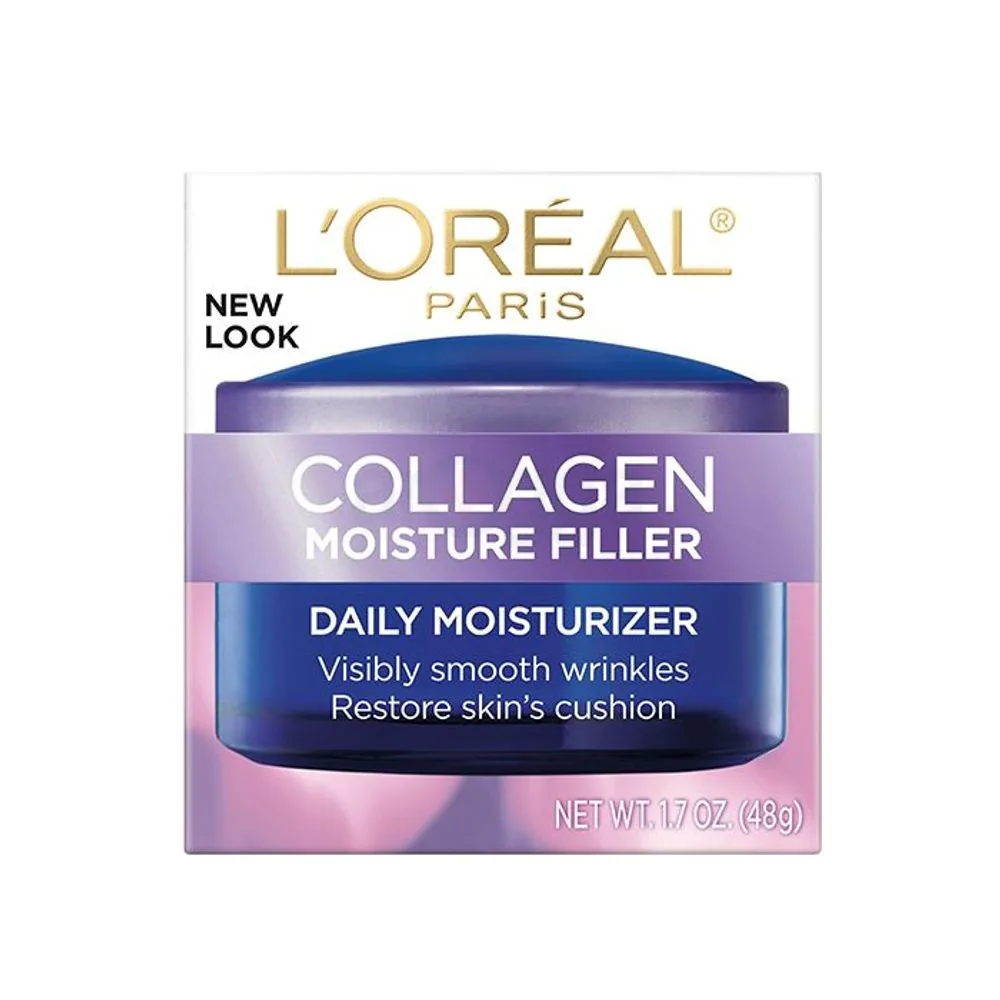 L'ORÉAL®
PARiS
NEW
LOOK
COLLAGEN
MOISTURE FILLER
DAILY MOISTURIZER
Visibly smooth wrinkles
Restore skin's cushion
NET WT. 1.7 OZ. (48g)